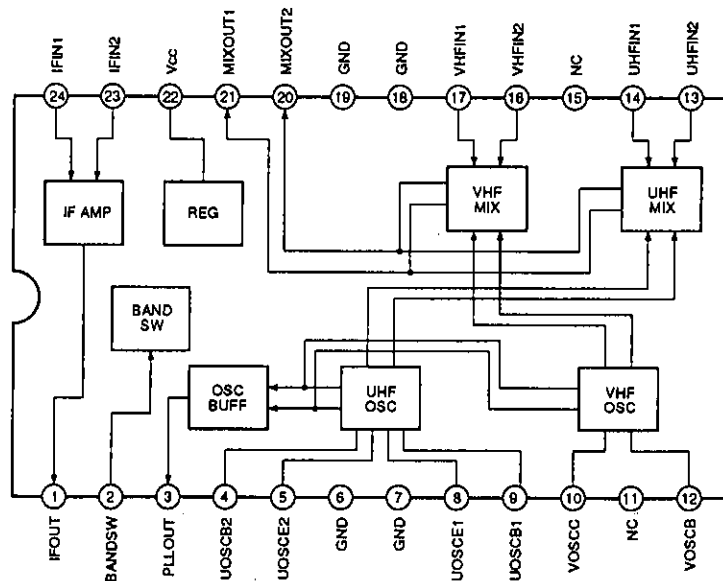 IFIN1
IFIN2
Vcc
MIXOUT1
MIXOUT2
GND
GND
VHFIN1
VHFIN2
NC
UHFIN1
UHFIN2
24
23
22
21
20
19
18
17
16
15
14
13
IF AMP
REG
VHF
MIX
UHF
MIX
BAND
SW
OSC
BUFF
UHF
OSC
VHF
OSC
1
2
3
4
5
6
7
8
9
10
11
12
IFOUT
BANDSW
PLLOUT
UOSCB2
UOSCE2
GND
GND
UOSCE1
UOSCB1
VOSCC
NC
VOSCB